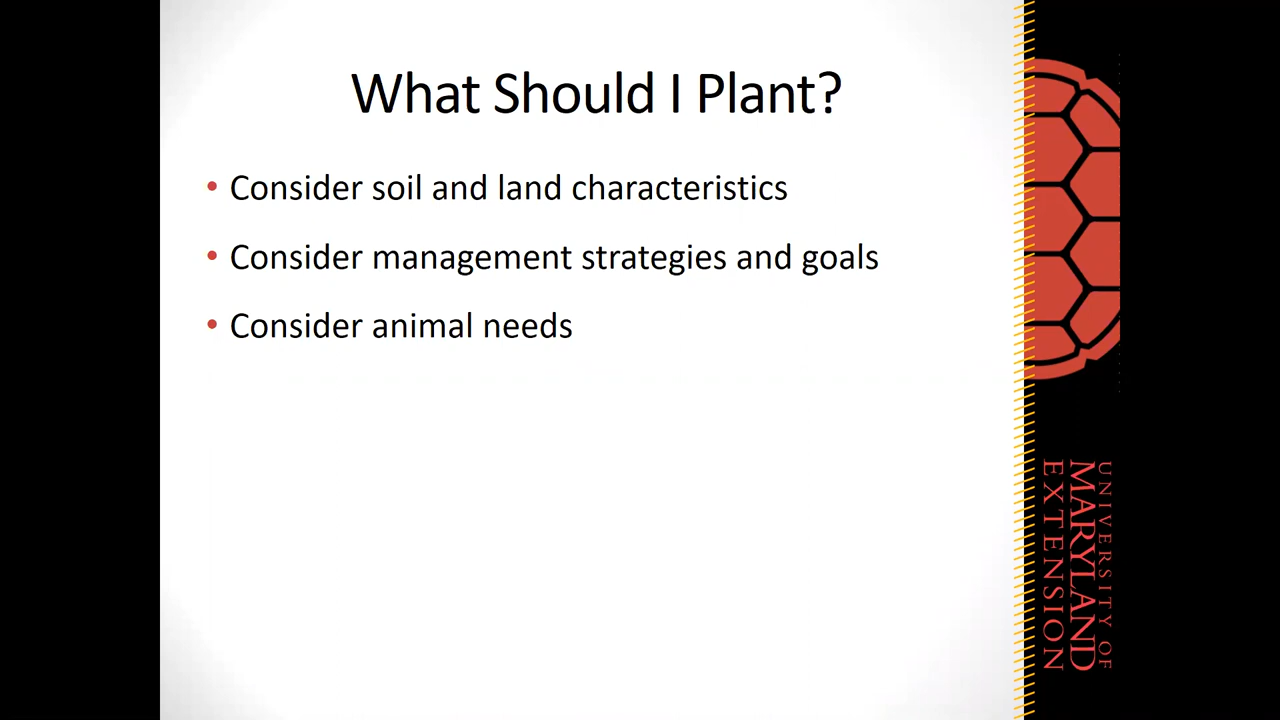 What Should I Plant?
• Consider soil and land characteristics
• Consider management strategies and goals
• Consider animal needs
UNIVERSITY OF
MARYLAND
EXTENSION